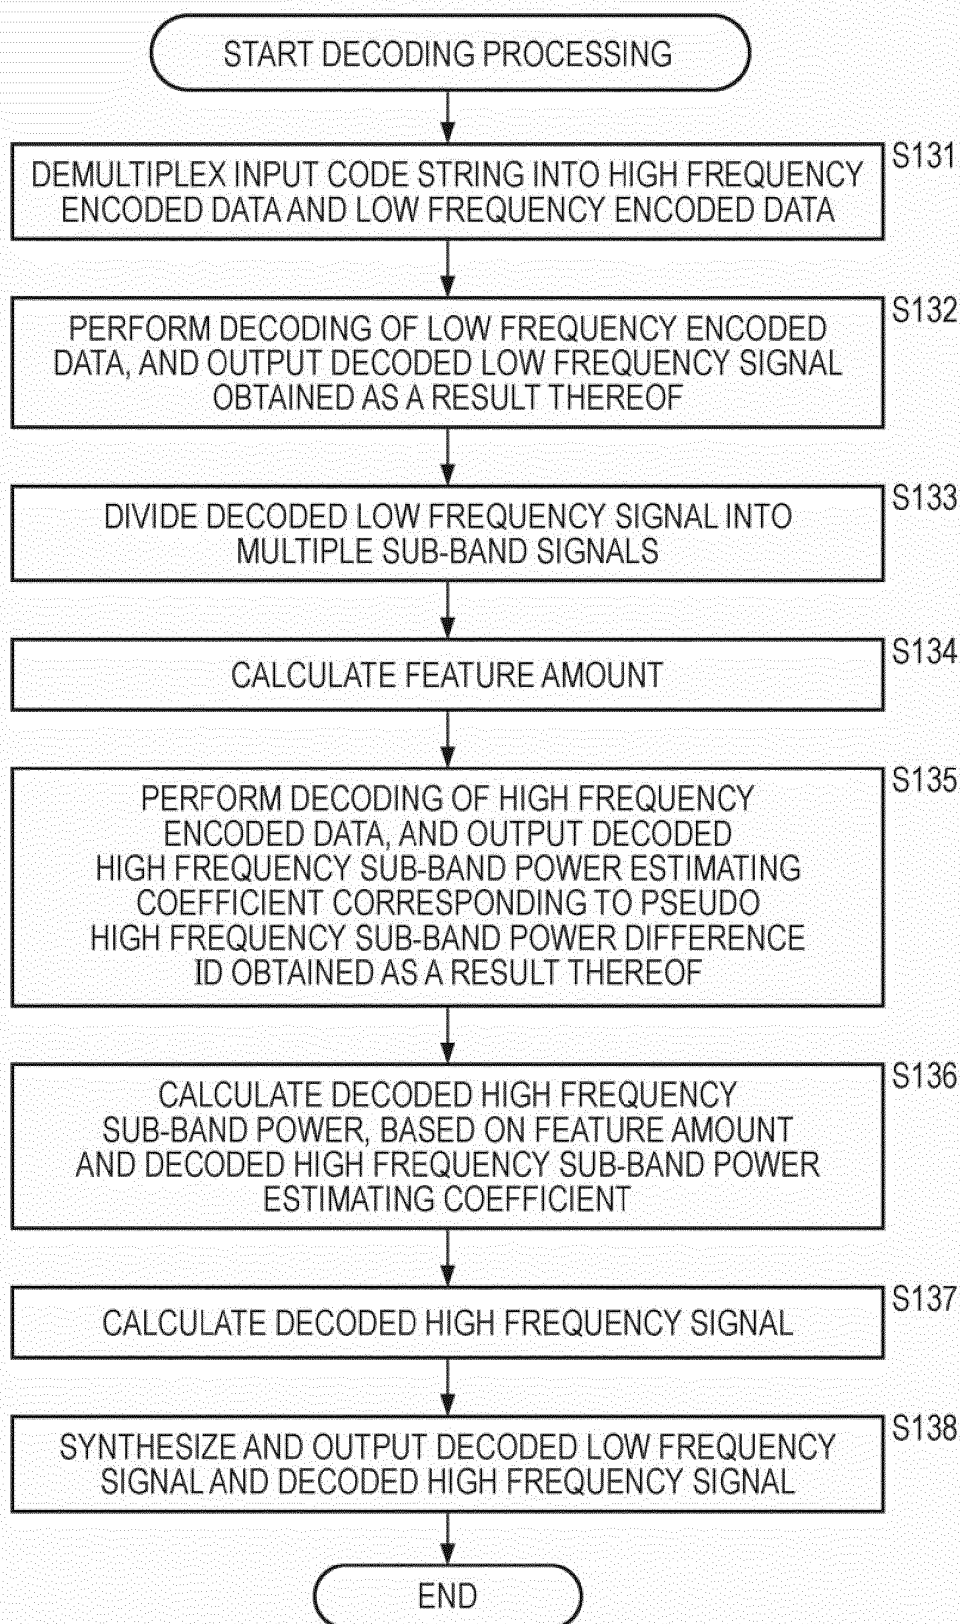 START DECODING PROCESSING
S131
DEMULTIPLEX INPUT CODE STRING INTO HIGH FREQUENCY
ENCODED DATA AND LOW FREQUENCY ENCODED DATA
S132
PERFORM DECODING OF LOW FREQUENCY ENCODED
DATA, AND OUTPUT DECODED LOW FREQUENCY SIGNAL
OBTAINED AS A RESULT THEREOF
S133
DIVIDE DECODED LOW FREQUENCY SIGNAL INTO
MULTIPLE SUB-BAND SIGNALS
S134
CALCULATE FEATURE AMOUNT
S135
PERFORM DECODING OF HIGH FREQUENCY
ENCODED DATA, AND OUTPUT DECODED
HIGH FREQUENCY SUB-BAND POWER ESTIMATING
COEFFICIENT CORRESPONDING TO PSEUDO
HIGH FREQUENCY SUB-BAND POWER DIFFERENCE
ID OBTAINED AS A RESULT THEREOF
S136
CALCULATE DECODED HIGH FREQUENCY
SUB-BAND POWER, BASED ON FEATURE AMOUNT
AND DECODED HIGH FREQUENCY SUB-BAND POWER
ESTIMATING COEFFICIENT
S137
CALCULATE DECODED HIGH FREQUENCY SIGNAL
S138
SYNTHESIZE AND OUTPUT DECODED LOW FREQUENCY
SIGNAL AND DECODED HIGH FREQUENCY SIGNAL
END